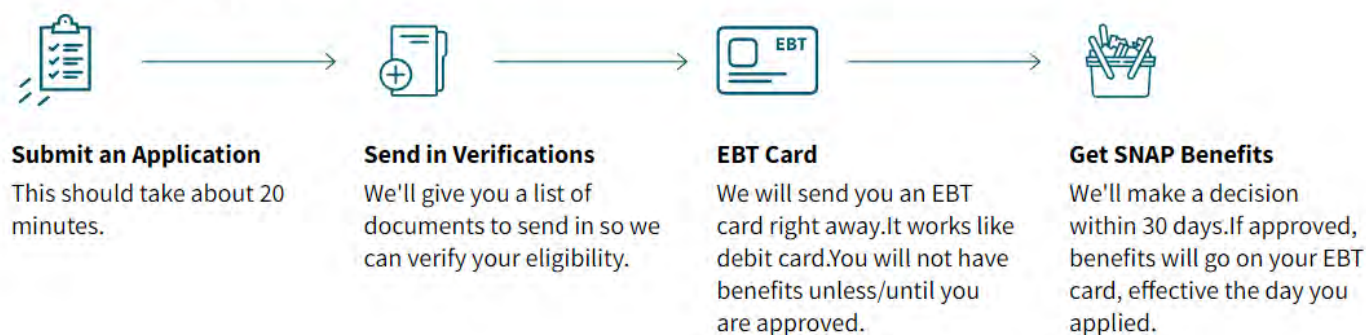 EBT
Submit an Application
This should take about 20
minutes.
Send in Verifications
We'll give you a list of
documents to send in so we
can verify your eligibility.
EBT Card
We will send you an EBT
card right away.It works like
debit card.You will not have
benefits unless/until you
are approved.
Get SNAP Benefits
We'll make a decision
within 30 days.If approved,
benefits will go on your EBT
card, effective the day you
applied.